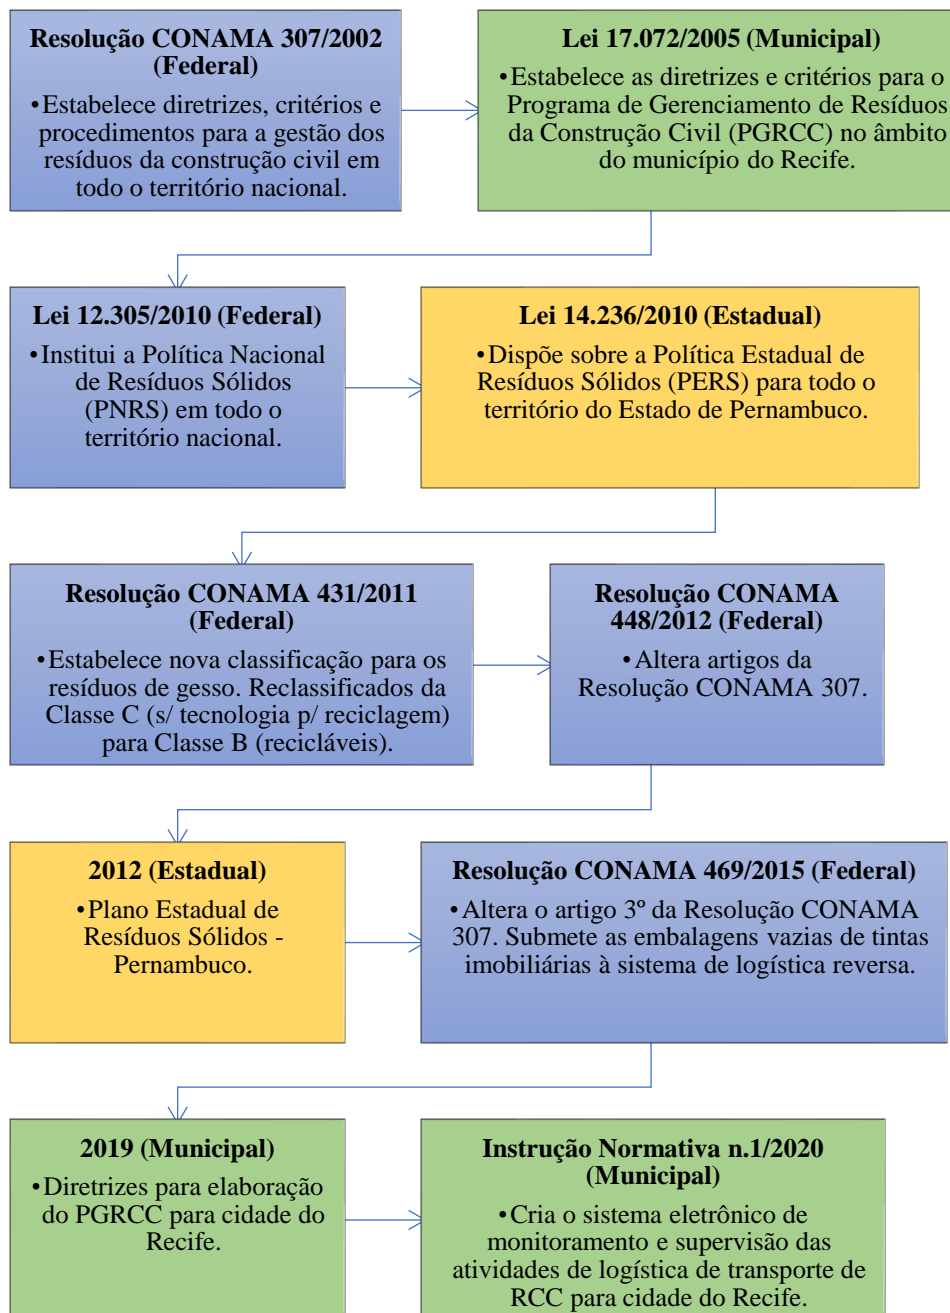 Resolução CONAMA 307/2002
(Federal)
•Estabelece diretrizes, critérios e
procedimentos para a gestão dos
resíduos da construção civil em
todo o território nacional.
Lei 17.072/2005 (Municipal)
•Estabelece as diretrizes e critérios para o
Programa de Gerenciamento de Resíduos
da Construção Civil (PGRCC) no âmbito
do município do Recife.
Lei 12.305/2010 (Federal)
•Institui a Política Nacional
de Resíduos Sólidos
(PNRS) em todo o
território nacional.
Lei 14.236/2010 (Estadual)
•Dispõe sobre a Política Estadual de
Resíduos Sólidos (PERS) para todo o
território do Estado de Pernambuco.
Resolução CONAMA 431/2011
(Federal)
•Estabelece nova classificação para os
resíduos de gesso. Reclassificados da
Classe C (s/ tecnologia p/ reciclagem)
para Classe B (recicláveis).
Resolução CONAMA
448/2012 (Federal)
•Altera artigos da
Resolução CONAMA 307.
2012 (Estadual)
•Plano Estadual de
Resíduos Sólidos -
Pernambuco.
Resolução CONAMA 469/2015 (Federal)
•Altera o artigo 3º da Resolução CONAMA
307. Submete as embalagens vazias de tintas
imobiliárias à sistema de logística reversa.
2019 (Municipal)
•Diretrizes para elaboração
do PGRCC para cidade do
Recife.
Instrução Normativa n.1/2020
(Municipal)
•Cria o sistema eletrônico de
monitoramento e supervisão das
atividades de logística de transporte de
RCC para cidade do Recife.